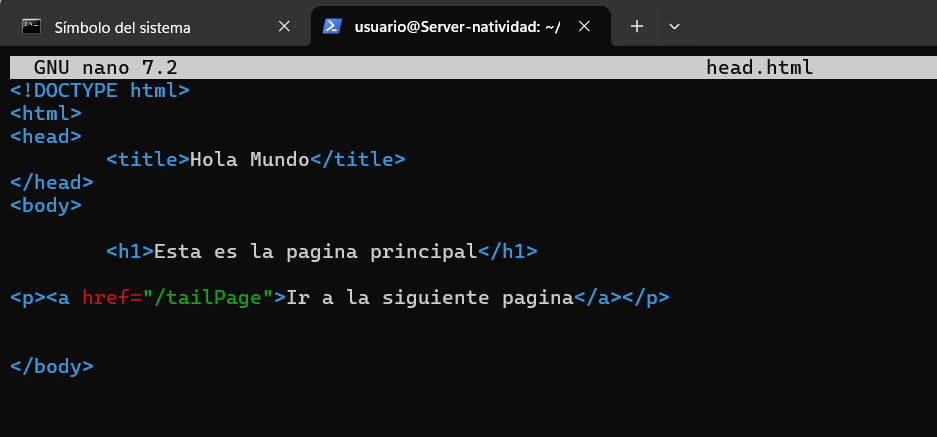 Símbolo del sistema
usuario@Server-natividad: ~/
GNU nano 7.2 head.html
<!DOCTYPE html>
<html>
<head>
<title>Hola Mundo</title>
</head>
<body>
<h1>Esta es la pagina principal</h1>
<p><a href="/tailPage">Ir a la siguiente pagina</a></p>
</body>